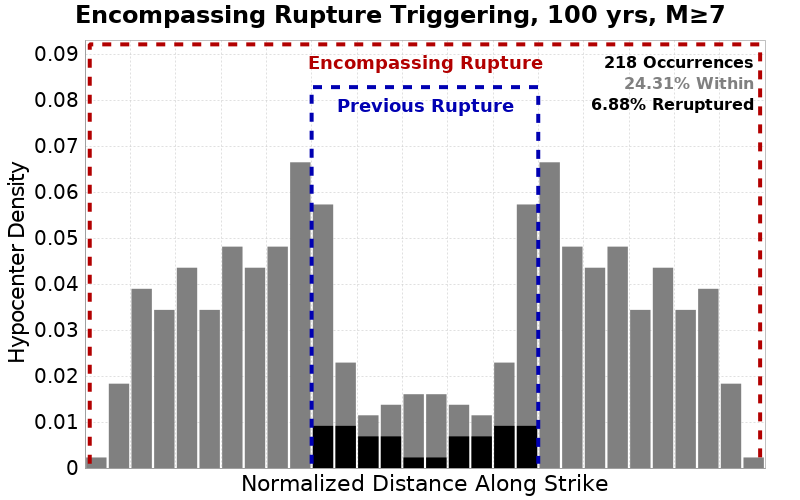 Encompassing Rupture Triggering, 100 yrs, M≥7
Encompassing Rupture
218 Occurrences
24.31% Within
6.88% Reruptured
Previous Rupture
Hypocenter Density
0.09
0.08
0.07
0.06
0.05
0.04
0.03
0.02
0.01
0
Normalized Distance Along Strike